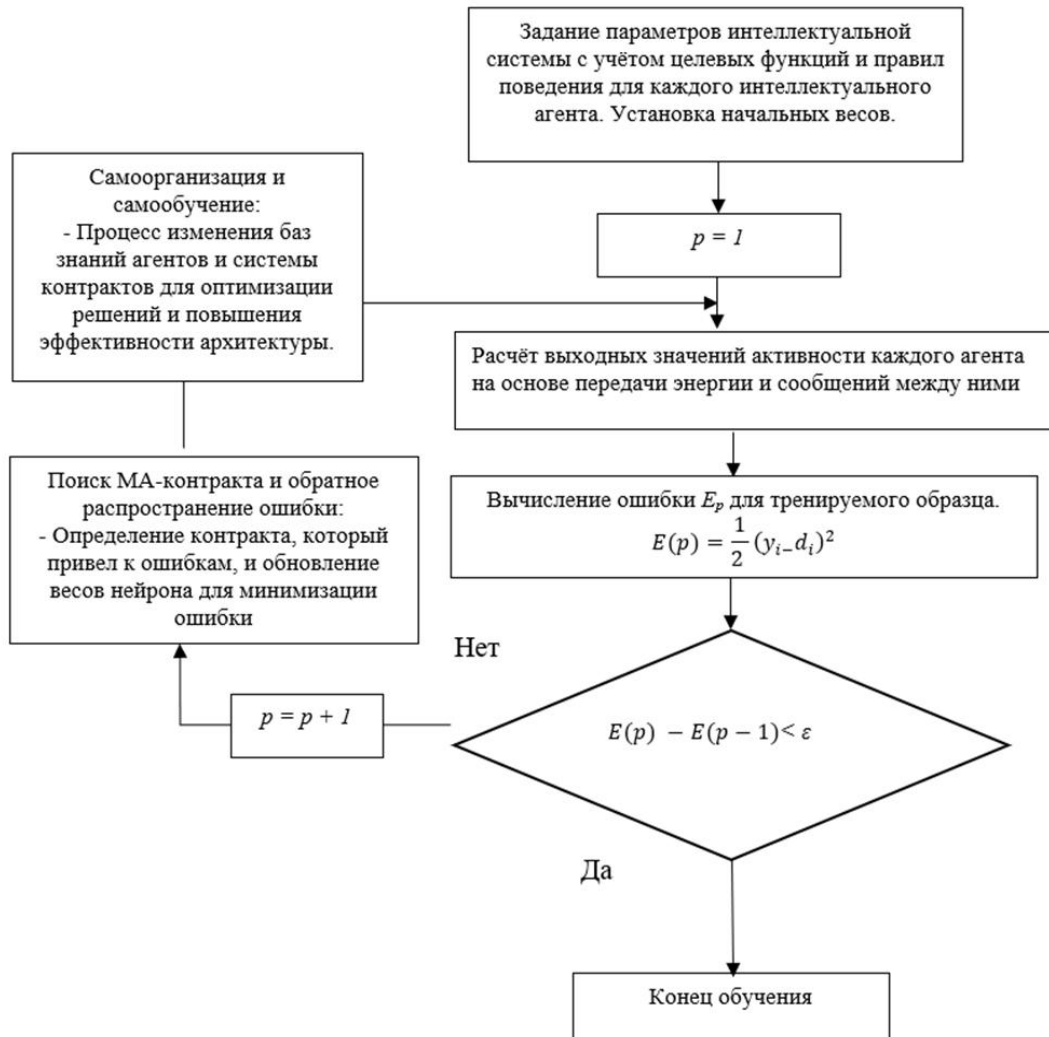 Задание параметров интеллектуальной
системы с учётом целевых функций и правил
поведения для каждого интеллектуального
агента. Установка начальных весов.
p = 1
Самоорганизация и
самообучение:
- Процесс изменения баз
знаний агентов и системы
контрактов для оптимизации
решений и повышения
эффективности архитектуры.
Расчёт выходных значений активности каждого агента
на основе передачи энергии и сообщений между ними
Поиск МА-контракта и обратное
распространение ошибки:
- Определение контракта, который
привел к ошибкам, и обновление
весов нейрона для минимизации
ошибки
Вычисление ошибки Eₚ для тренируемого образца.
E(p) = 1/2 (yᵢ₋dᵢ)²
Нет
p = p + 1
E(p) − E(p − 1)< ε
Да
Конец обучения